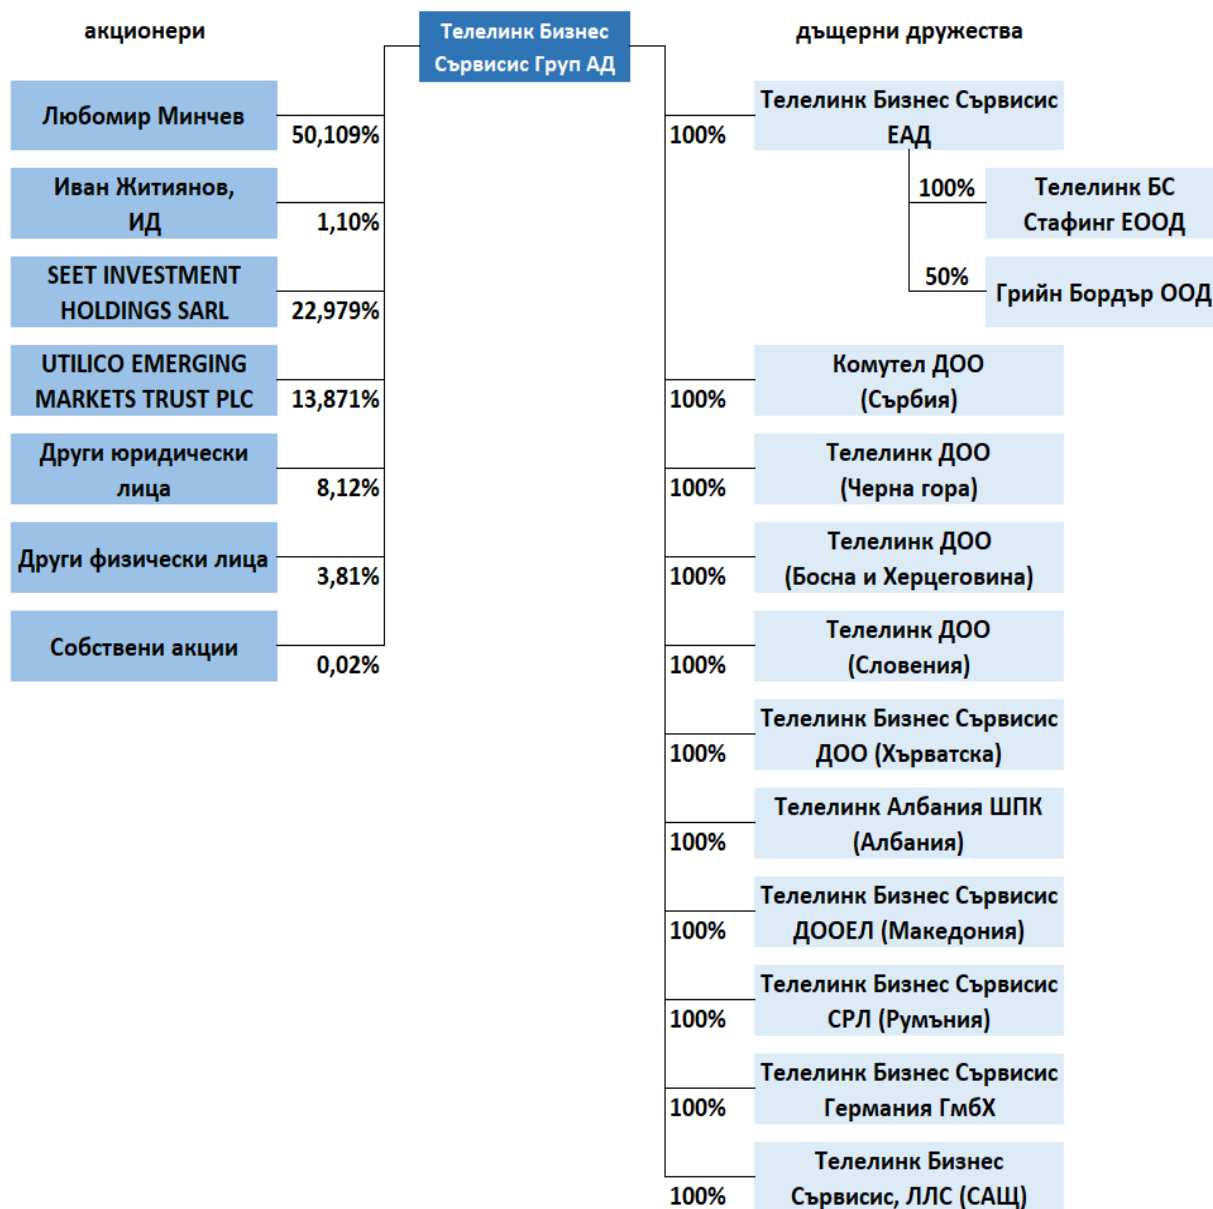 акционери
Телелинк Бизнес
Сървисис Груп АД
дъщерни дружества
Любомир Минчев
50,109%
Иван Житиянов,
ИД
1,10%
SEET INVESTMENT
HOLDINGS SARL
22,979%
UTILICO EMERGING
MARKETS TRUST PLC
13,871%
Други юридически
лица
8,12%
Други физически лица
3,81%
Собствени акции
0,02%
Телелинк Бизнес Сървисис
ЕАД
100%
100%
Телелинк БС
Стафинг ЕООД
50%
Грийн Бордър ООД
Комутел ДОО
(Сърбия)
100%
Телелинк ДОО
(Черна гора)
100%
Телелинк ДОО
(Босна и Херцеговина)
100%
Телелинк ДОО
(Словения)
100%
Телелинк Бизнес Сървисис
ДОО (Хърватска)
100%
Телелинк Албания ШПК
(Албания)
100%
Телелинк Бизнес Сървисис
ДООЕЛ (Македония)
100%
Телелинк Бизнес Сървисис
СРЛ (Румъния)
100%
Телелинк Бизнес Сървисис
Германия ГмбХ
100%
Телелинк Бизнес
Сървисис, ЛЛС (САЩ)
100%